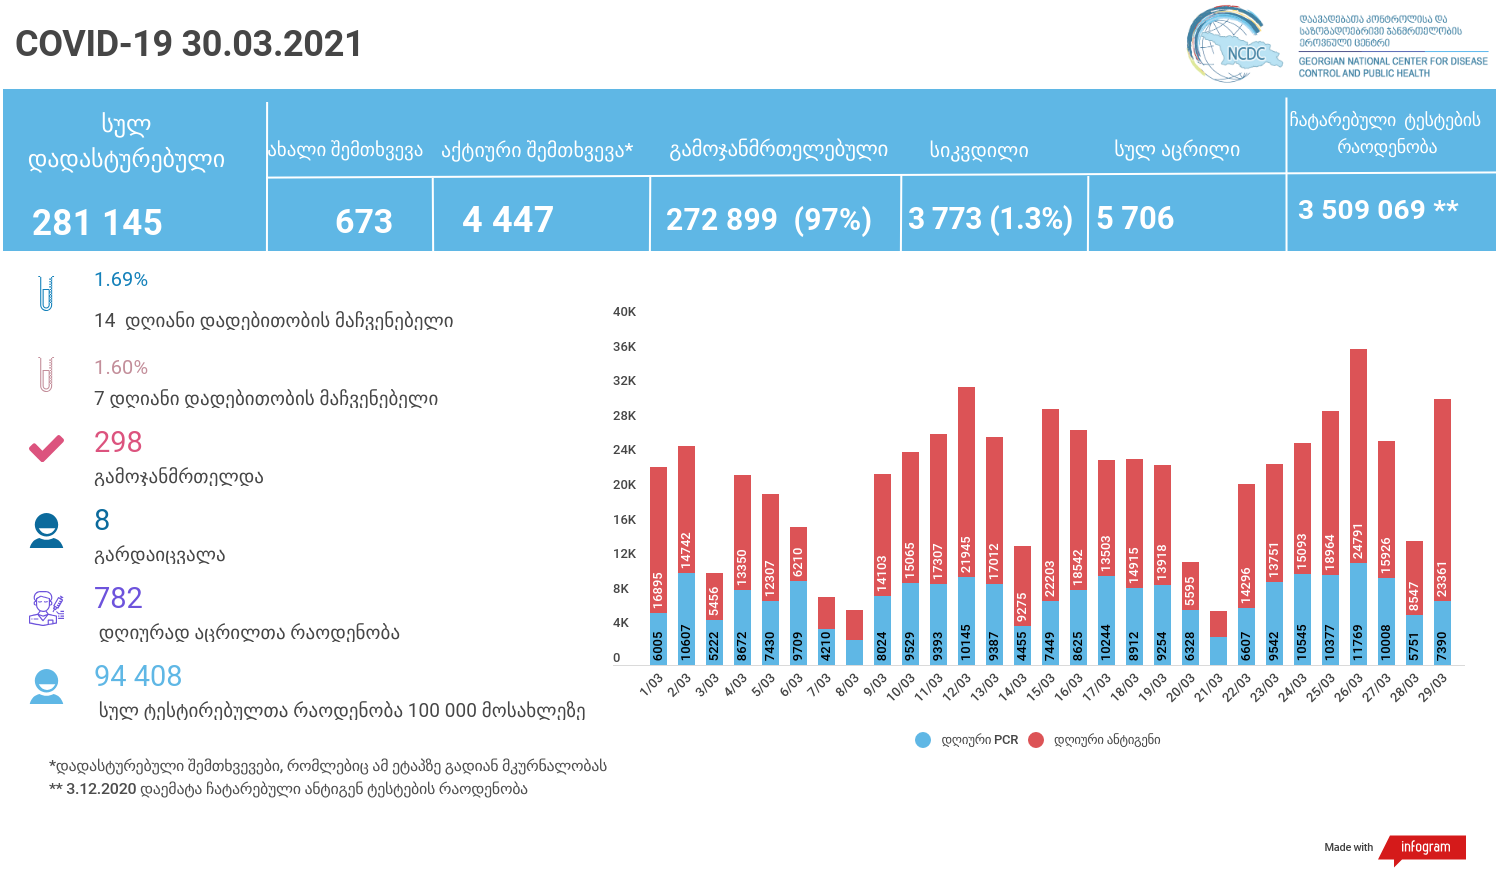 COVID-19 30.03.2021
დაავადებათა კონტროლისა და
საზოგადოებრივი ჯანმრთელობის
ეროვნული ცენტრი
NCDC
GEORGIAN NATIONAL CENTER FOR DISEASE
CONTROL AND PUBLIC HEALTH
სულ
დადასტურებული
281 145
ახალი შემთხვევა
673
აქტიური შემთხვევა*
4 447
გამოჯანმრთელებული
272 899 (97%)
სიკვდილი
3 773 (1.3%)
სულ აცრილი
5 706
ჩატარებული ტესტების
რაოდენობა
3 509 069 **
1.69%
14 დღიანი დადებითობის მაჩვენებელი
1.60%
7 დღიანი დადებითობის მაჩვენებელი
298
გამოჯანმრთელდა
8
გარდაიცვალა
782
დღიურად აცრილთა რაოდენობა
94 408
სულ ტესტირებულთა რაოდენობა 100 000 მოსახლეზე
*დადასტურებული შემთხვევები, რომლებიც ამ ეტაპზე გადიან მკურნალობას
** 3.12.2020 დაემატა ჩატარებული ანტიგენ ტესტების რაოდენობა
40K
36K
32K
28K
24K
20K
16K
12K
8K
4K
0
16895 14742 5456 13350 12307 6210 14103 15065 17307 21945 17012 9275 22203 18542 13503 14915 13918 5595 14296 13751 15093 18964 24791 15926 8547 23361
6005 10607 5222 8672 7430 9709 4210 8024 9529 9393 10145 9387 4455 7449 8625 10244 8912 9254 6328 6607 9542 10545 10377 11769 10008 5751 7390
1/03 2/03 3/03 4/03 5/03 6/03 7/03 8/03 9/03 10/03 11/03 12/03 13/03 14/03 15/03 16/03 17/03 18/03 19/03 20/03 21/03 22/03 23/03 24/03 25/03 26/03 27/03 28/03 29/03
დღიური PCR დღიური ანტიგენი
Made with infogram